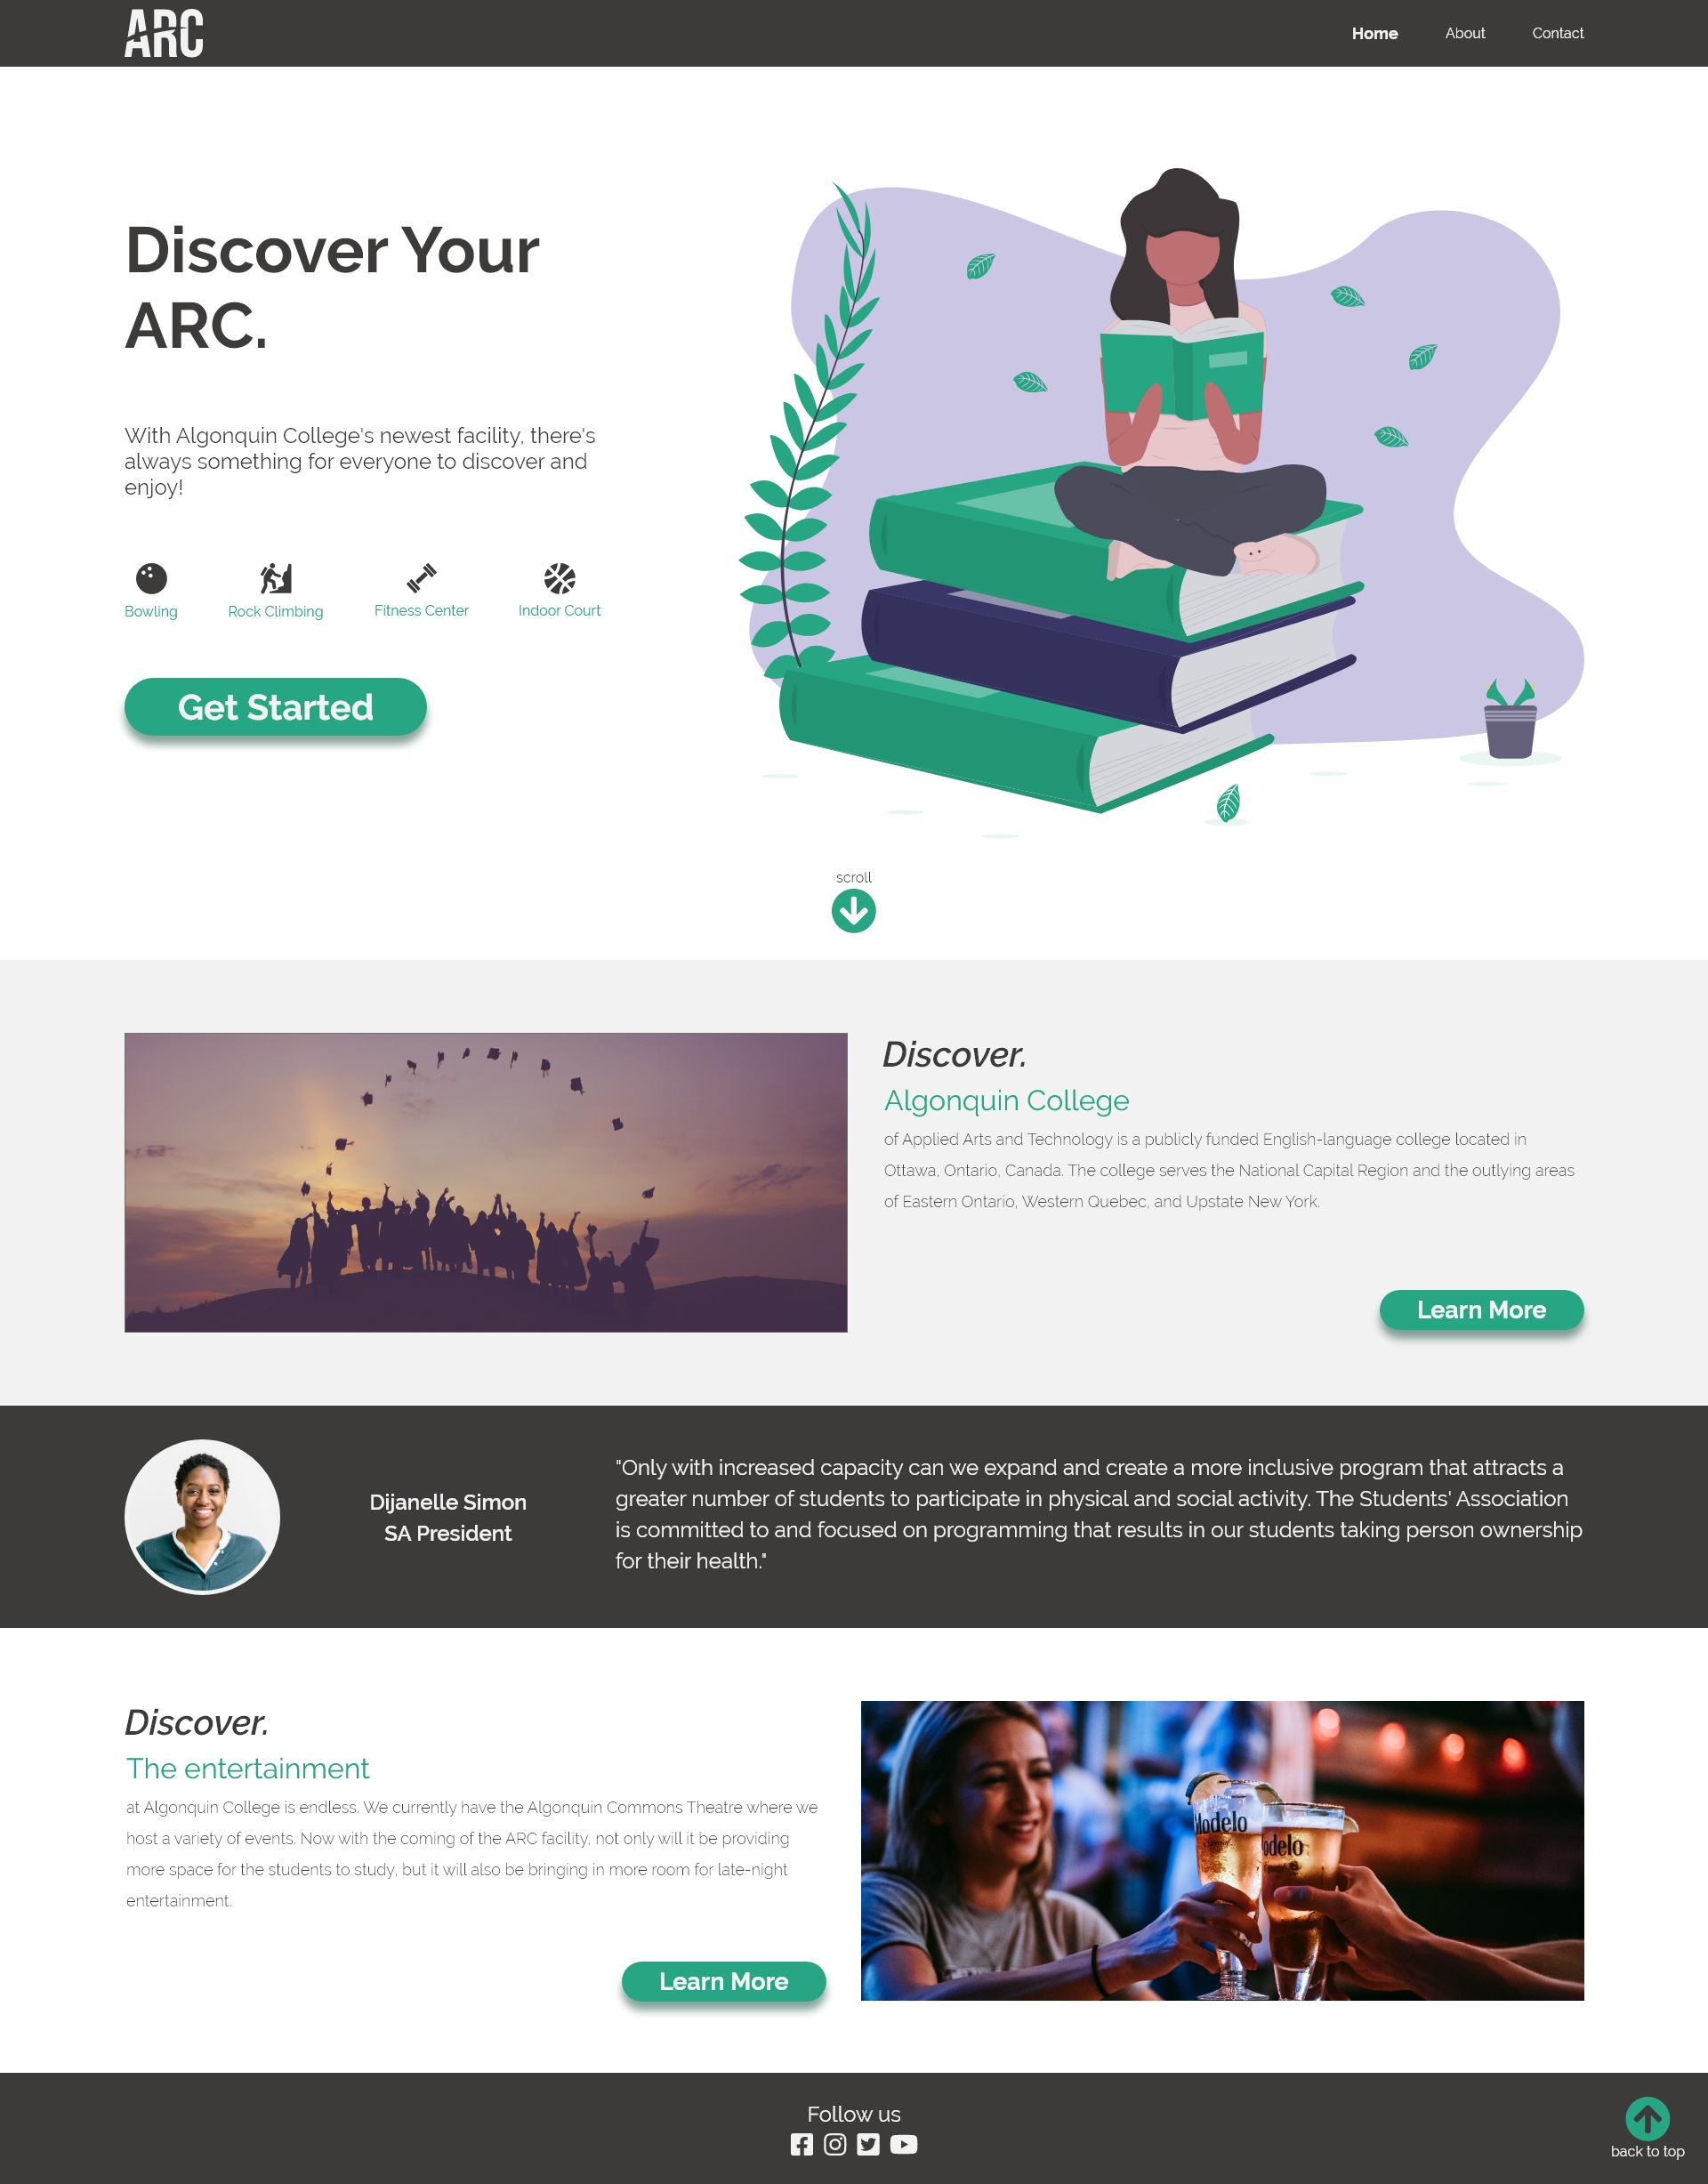 ARC
Home About Contact
Discover Your
ARC.
With Algonquin College's newest facility, there's
always something for everyone to discover and
enjoy!
Bowling Rock Climbing Fitness Center Indoor Court
Get Started
scroll
Discover.
Algonquin College
of Applied Arts and Technology is a publicly funded English-language college located in
Ottawa, Ontario, Canada. The college serves the National Capital Region and the outlying areas
of Eastern Ontario, Western Quebec, and Upstate New York.
Learn More
Dijanelle Simon
SA President
"Only with increased capacity can we expand and create a more inclusive program that attracts a
greater number of students to participate in physical and social activity. The Students' Association
is committed to and focused on programming that results in our students taking person ownership
for their health."
Discover.
The entertainment
at Algonquin College is endless. We currently have the Algonquin Commons Theatre where we
host a variety of events. Now with the coming of the ARC facility, not only will it be providing
more space for the students to study, but it will also be bringing in more room for late-night
entertainment.
Learn More
Modelo
odelo
Follow us
back to top